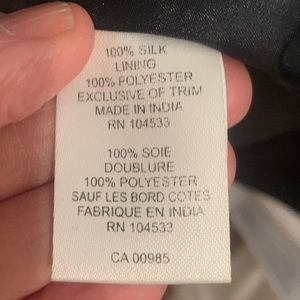 100% SILK
LINING
100% POLYESTER
EXCLUSIVE OF TRIM
MADE IN INDIA
RN 104533
100% SOIE
DOUBLURE
100% POLYESTER
SAUF LES BORD COTES
FABRIQUE EN INDIA
RN 104533
CA 00985